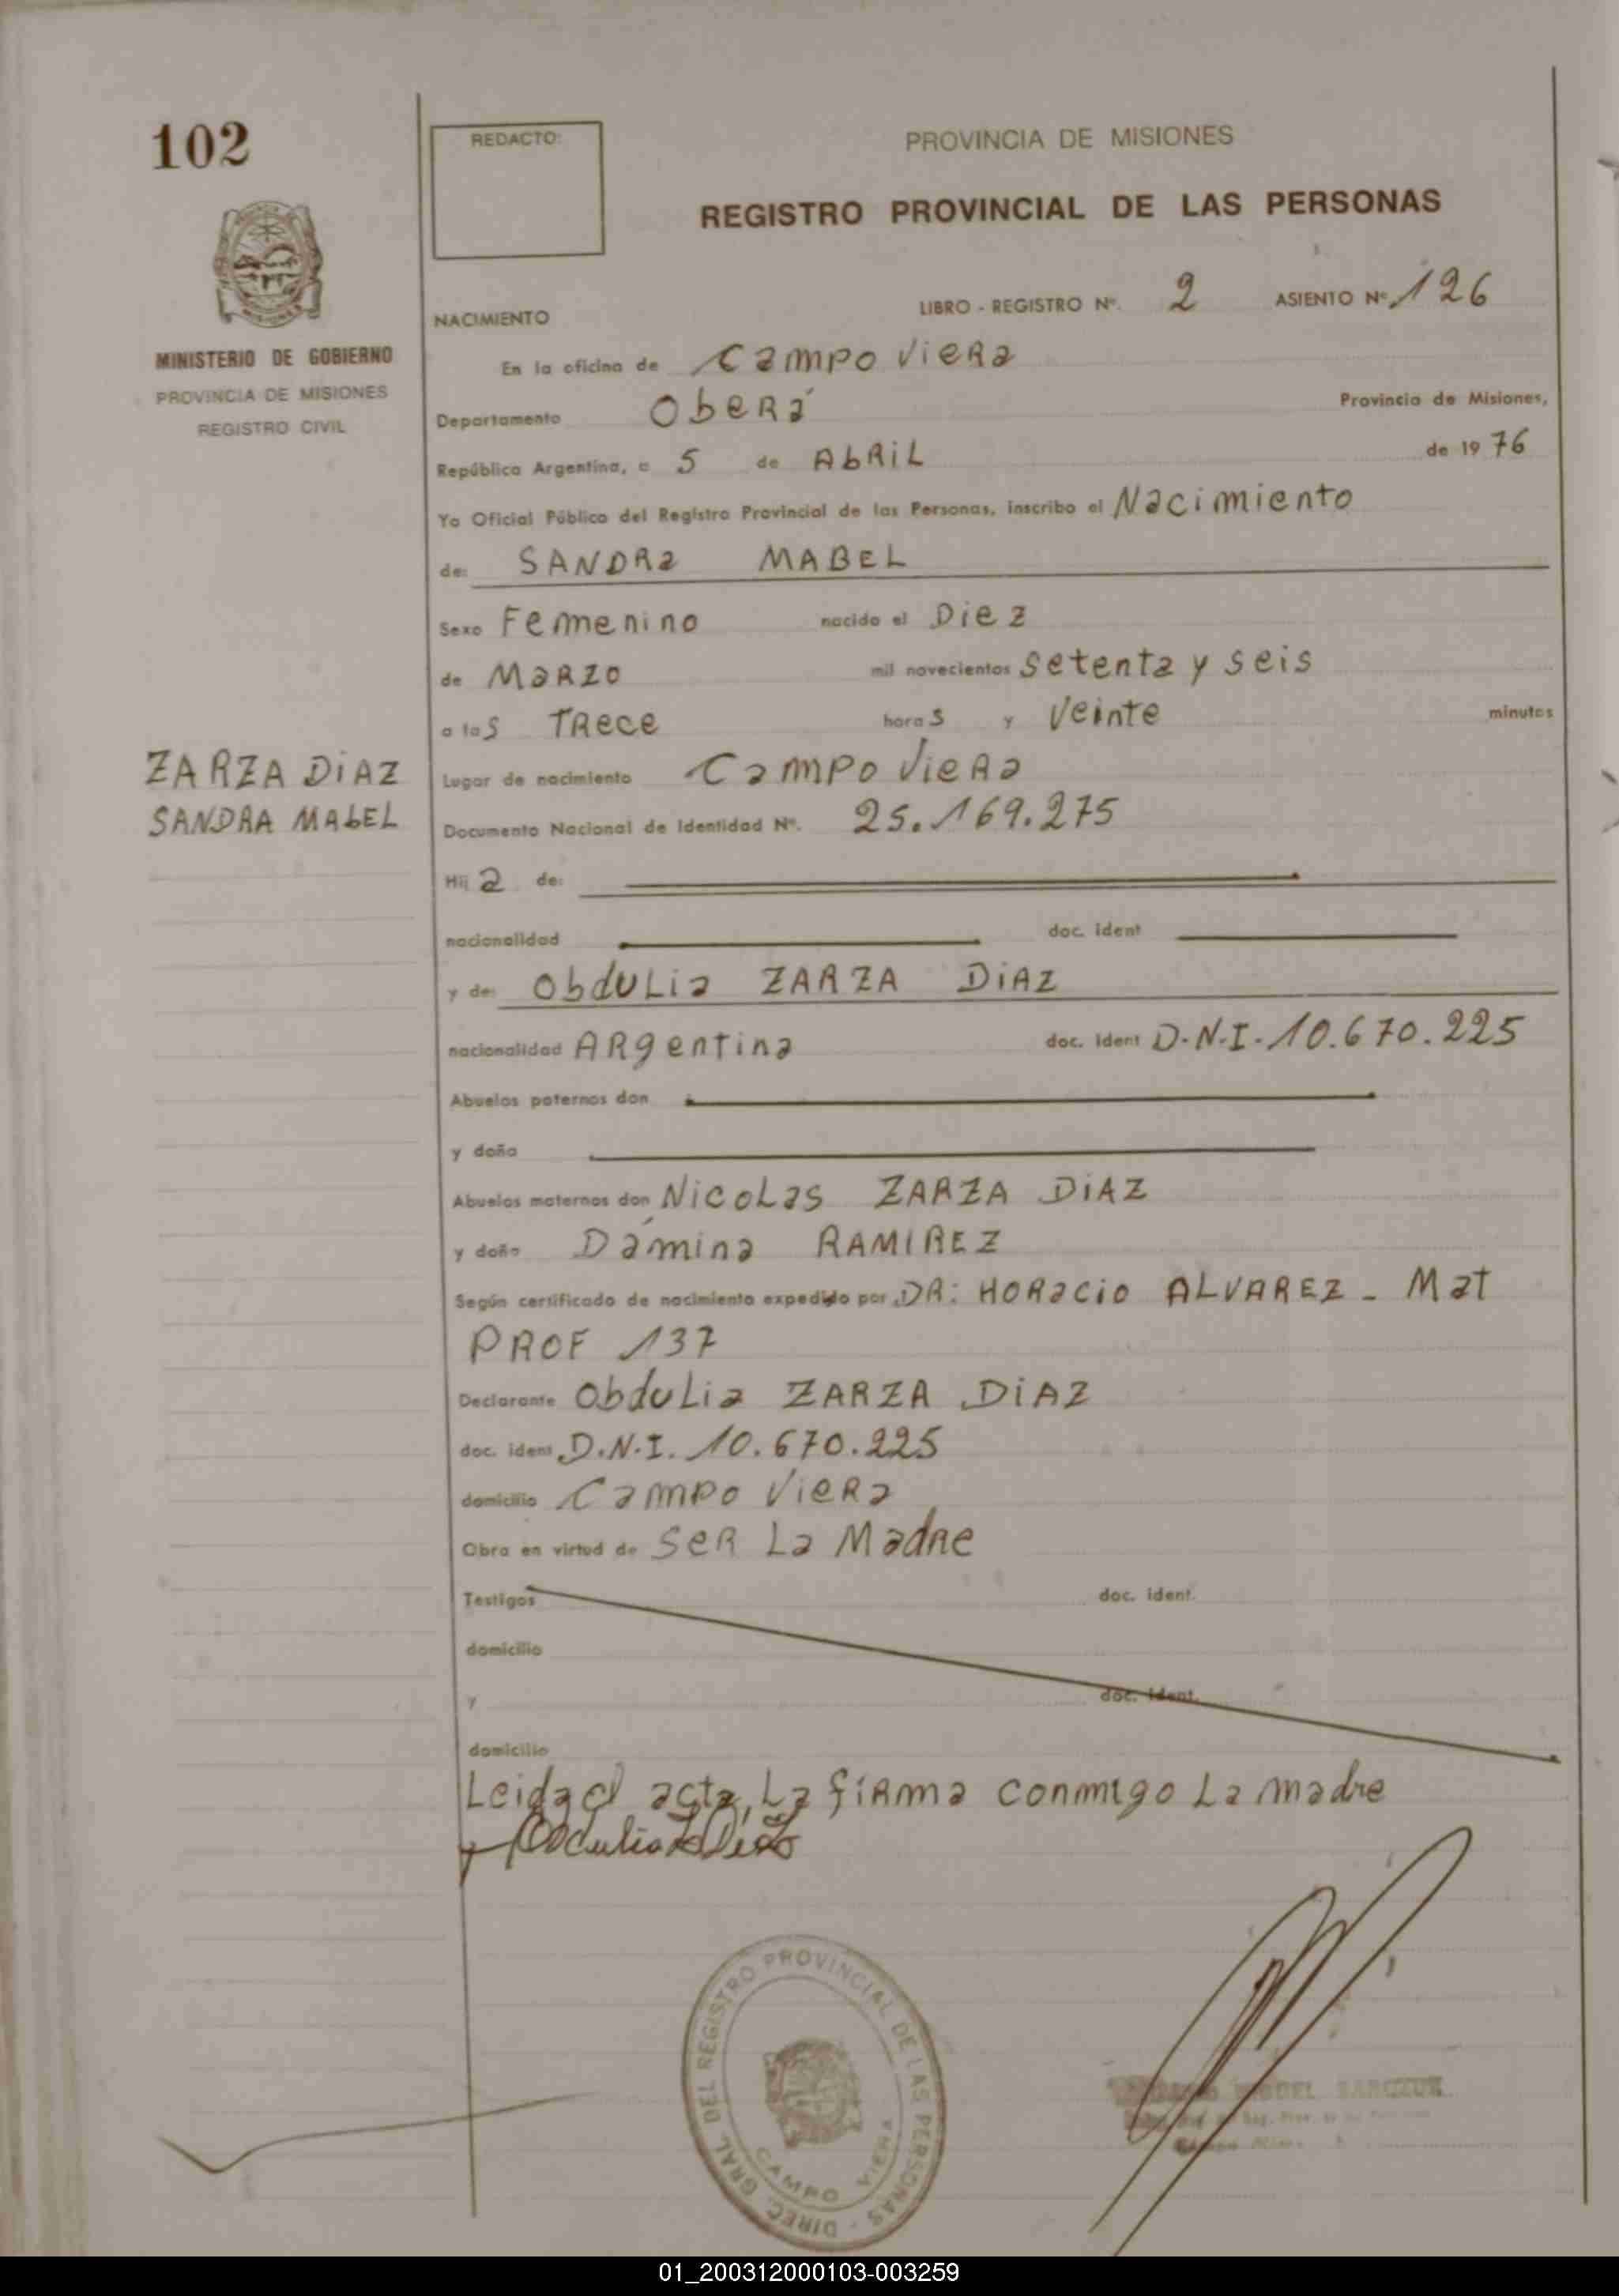 102
REDACTO:
PROVINCIA DE MISIONES
REGISTRO PROVINCIAL DE LAS PERSONAS
MINISTERIO DE GOBIERNO
PROVINCIA DE MISIONES
REGISTRO CIVIL
LIBRO - REGISTRO Nº. 2 ASIENTO Nº 126
NACIMIENTO
En la oficina de Campo Viera
Departamento Oberá Provincia de Misiones,
República Argentina, a 5 de Abril de 1976
Yo Oficial Público del Registro Provincial de las Personas, inscribo el Nacimiento
de: SANDRa MABEL
Sexo Femenino nacido el Diez
de Marzo mil novecientos setenta y seis
a las Trece horas y Veinte minutos
ZARZA DiAZ
SANDRA MAbEL
Lugar de nacimiento Campo Viera
Documento Nacional de Identidad Nº. 25.169.275
Hija de:
nacionalidad doc. ident
y de: Obdulia ZARZA DiAZ
nacionalidad Argentina doc. ident D.N.I. 10.670.225
Abuelos paternos don
y doña
Abuelos maternos don Nicolas ZARZA DiAZ
y doña Dámina RAMIREZ
Según certificado de nacimiento expedido por DR: HORacio ALVAREZ - Mat
PROF 137
Declarante Obdulia ZARZA DiAZ
doc. ident D.N.I. 10.670.225
domicilio Campo Viera
Obra en virtud de Ser La Madre
Testigos doc. ident.
domicilio
y doc. ident.
domicilio
Leida el acta, La firma conmigo La madre
DIREC. GRAL DEL REGISTRO PROVINCIAL DE LAS PERSONAS -
CAMPO VIERA
01_200312000103-003259